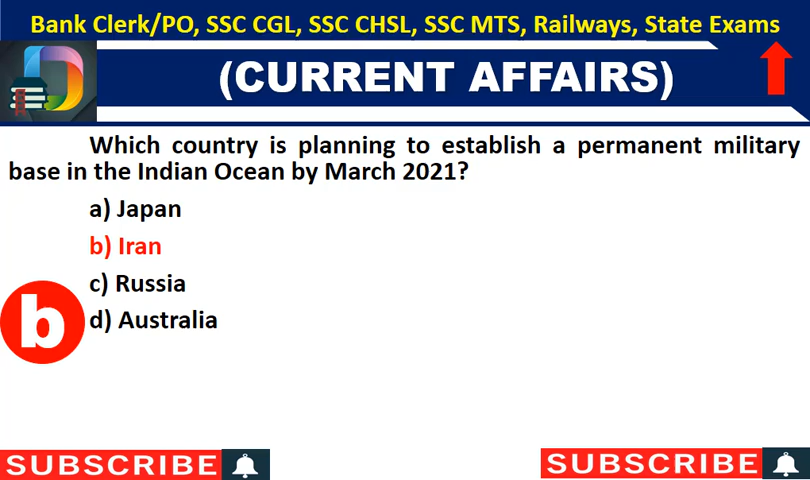 Bank Clerk/PO, SSC CGL, SSC CHSL, SSC MTS, Railways, State Exams
(CURRENT AFFAIRS)
Which country is planning to establish a permanent military
base in the Indian Ocean by March 2021?
a) Japan
b) Iran
c) Russia
d) Australia
b
SUBSCRIBE
SUBSCRIBE